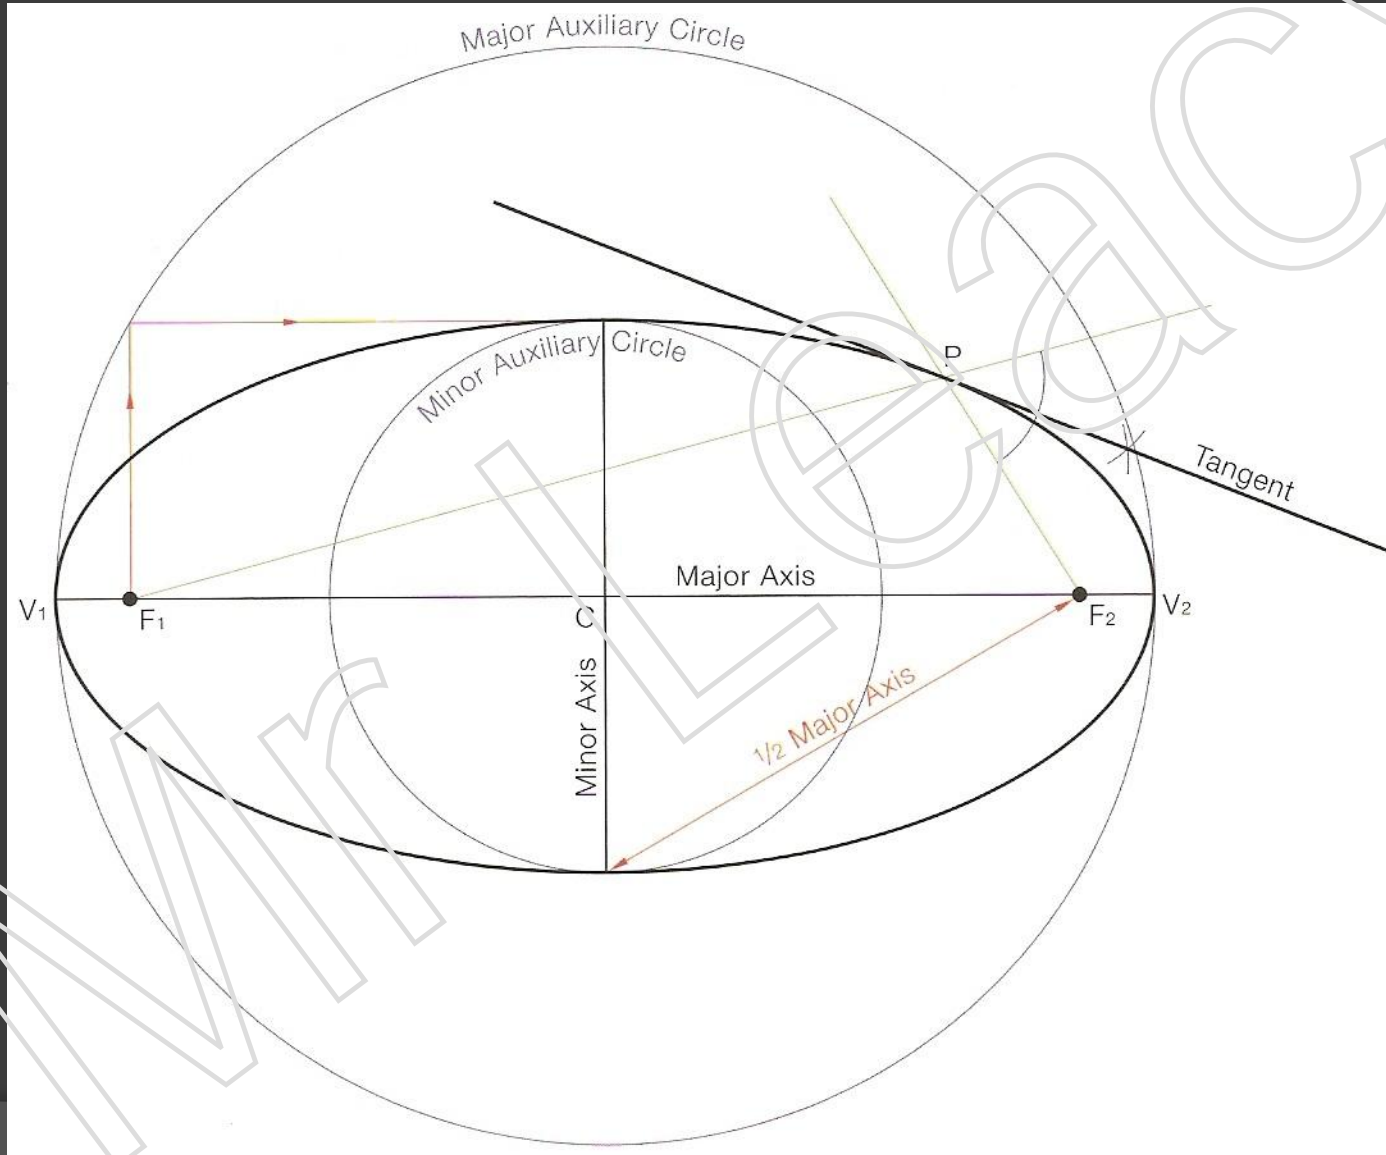 Major Auxiliary Circle
Minor Auxiliary Circle
P
Tangent
Major Axis
V1
F1
C
F2
V2
Minor Axis
1/2 Major Axis
Mr Leac